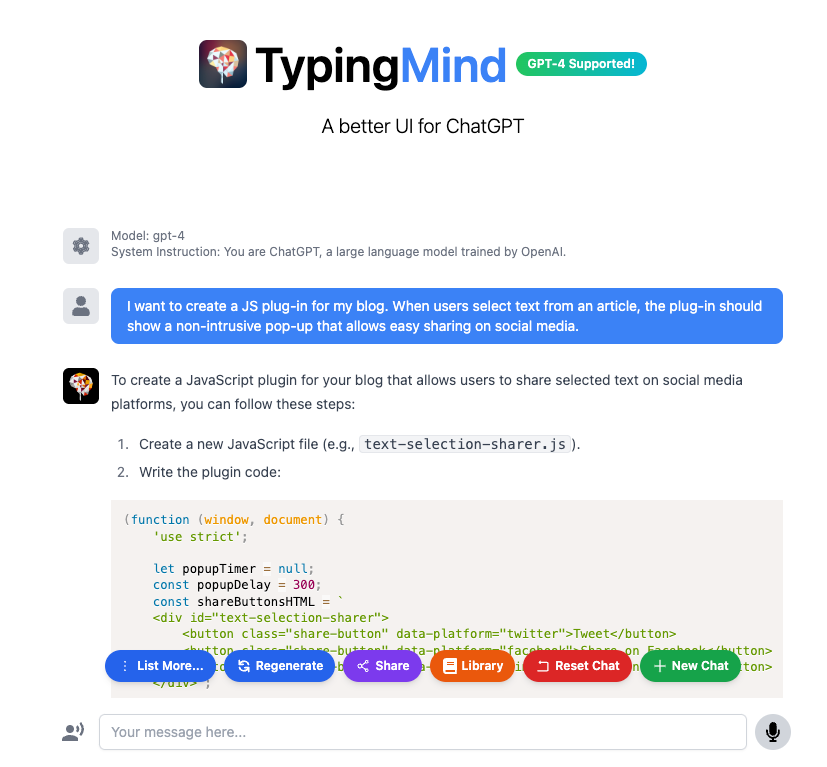 TypingMind GPT-4 Supported!
A better UI for ChatGPT
Model: gpt-4
System Instruction: You are ChatGPT, a large language model trained by OpenAI.
I want to create a JS plug-in for my blog. When users select text from an article, the plug-in should
show a non-intrusive pop-up that allows easy sharing on social media.
To create a JavaScript plugin for your blog that allows users to share selected text on social media
platforms, you can follow these steps:
1. Create a new JavaScript file (e.g., text-selection-sharer.js).
2. Write the plugin code:
(function (window, document) {
'use strict';
let popupTimer = null;
const popupDelay = 300;
const shareButtonsHTML = `
<div id="text-selection-sharer">
<button class="share-button" data-platform="twitter">Tweet</button>
<button class="share-button" data-platform="facebook">Share on Facebook</button>
</div>`;
List More... Regenerate Share Library Reset Chat New Chat
Your message here...